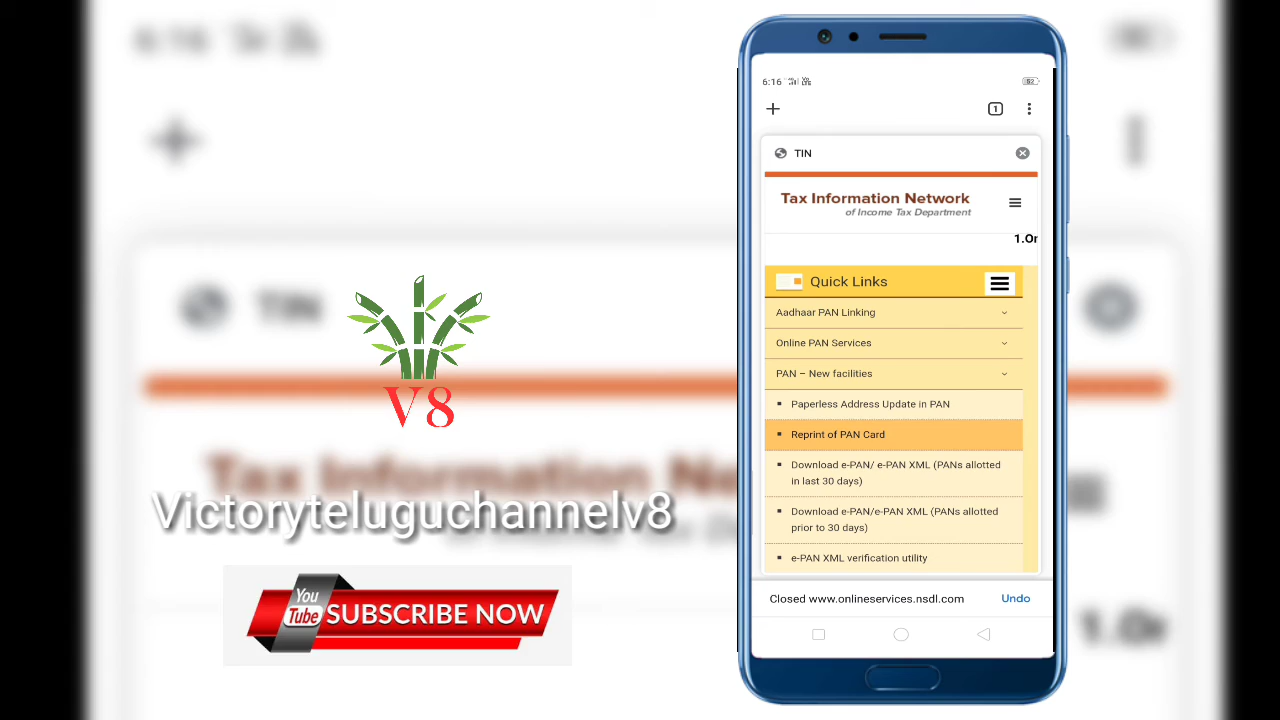 V8
Victoryteluguchannelv8
You
Tube
SUBSCRIBE NOW
6:16
52
1
TIN
Tax Information Network
of Income Tax Department
1.0
Quick Links
Aadhaar PAN Linking
Online PAN Services
PAN – New facilities
Paperless Address Update in PAN
Reprint of PAN Card
Download e-PAN/ e-PAN XML (PANs allotted
in last 30 days)
Download e-PAN/e-PAN XML (PANs allotted
prior to 30 days)
e-PAN XML verification utility
Closed www.onlineservices.nsdl.com
Undo